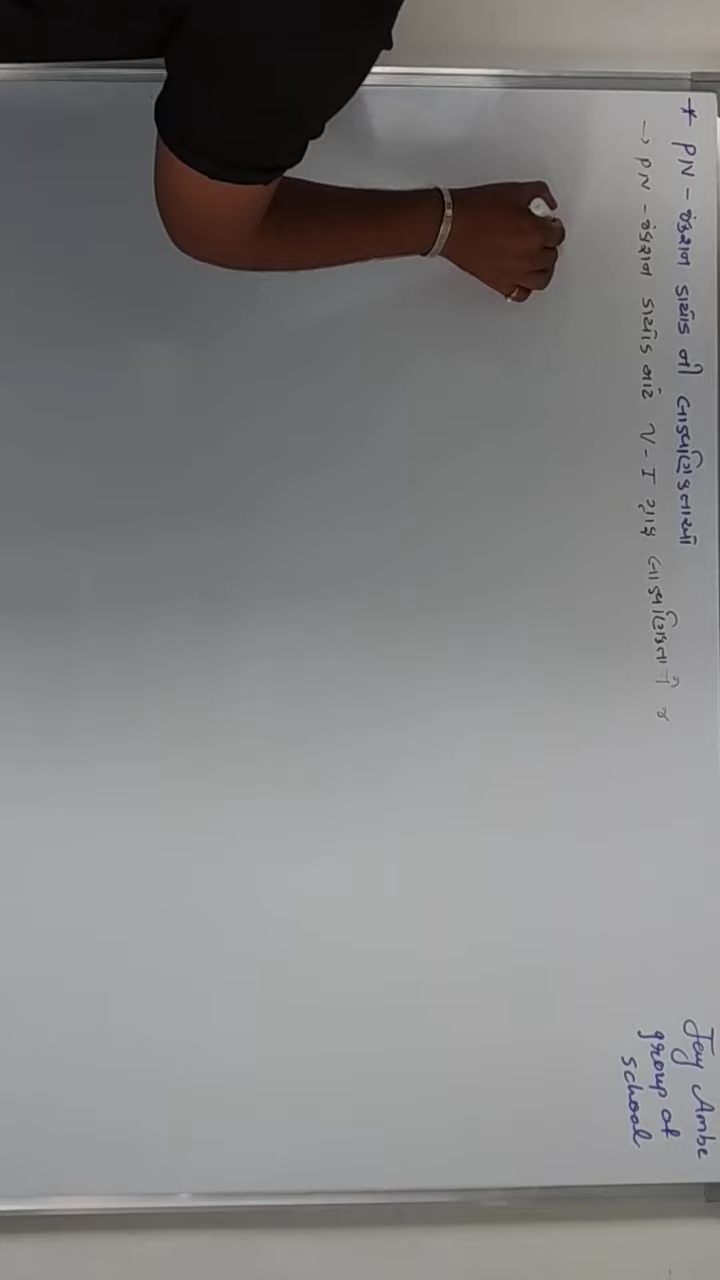 * PN - જંકશન ડાયોડ ની લાક્ષણિકતાઓ
→ PN - જંકશન ડાયોડ માટે V - I ગ્રાફ લાક્ષણિકતાની જ
Jay Ambe
group of
school